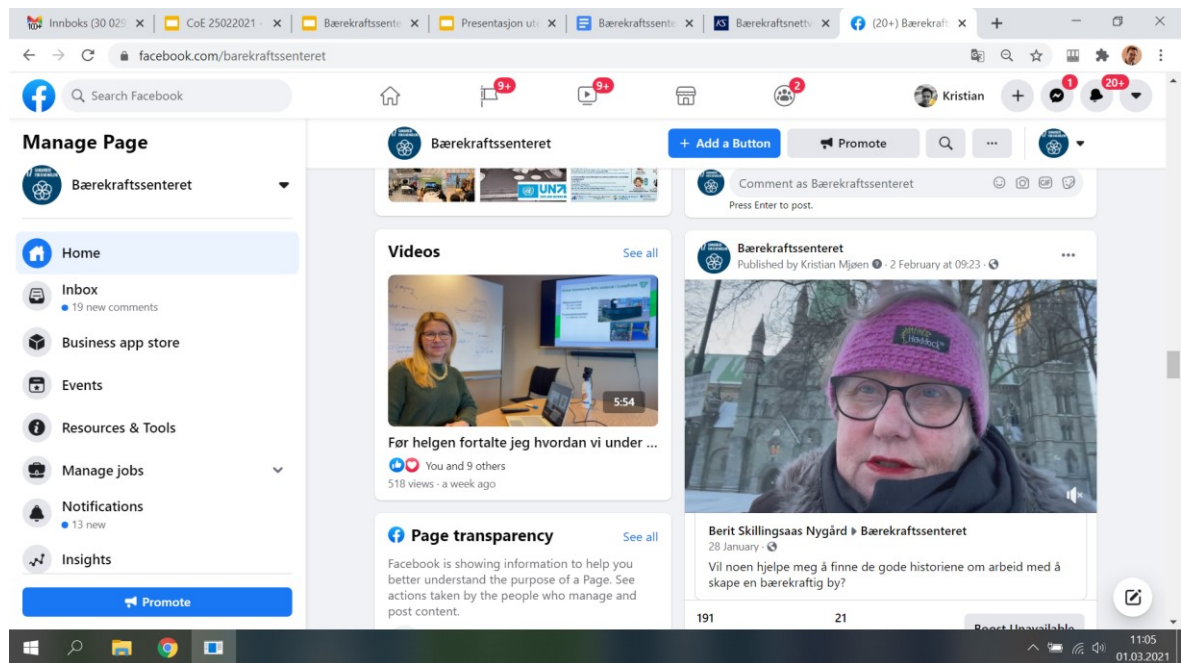 Innboks (30 029
CoE 25022021 -
Bærekraftssente
Presentasjon ute
Bærekraftssente
Bærekraftsnettv
(20+) Bærekraft
facebook.com/barekraftssenteret
Search Facebook
9+
9+
2
Kristian
1
20+
Manage Page
Bærekraftssenteret
Home
Inbox
19 new comments
Business app store
Events
Resources & Tools
Manage jobs
Notifications
13 new
Insights
Promote
Bærekraftssenteret
+ Add a Button
Promote
UN
Comment as Bærekraftssenteret
GIF
Press Enter to post.
Videos
See all
5:54
Før helgen fortalte jeg hvordan vi under ...
You and 9 others
518 views · a week ago
Page transparency
See all
Facebook is showing information to help you
better understand the purpose of a Page. See
actions taken by the people who manage and
post content.
Bærekraftssenteret
Published by Kristian Mjøen · 2 February at 09:23 ·
Berit Skillingsaas Nygård ▸ Bærekraftssenteret
28 January ·
Vil noen hjelpe meg å finne de gode historiene om arbeid med å
skape en bærekraftig by?
191
21
Boost Unavailable
11:05
01.03.2021